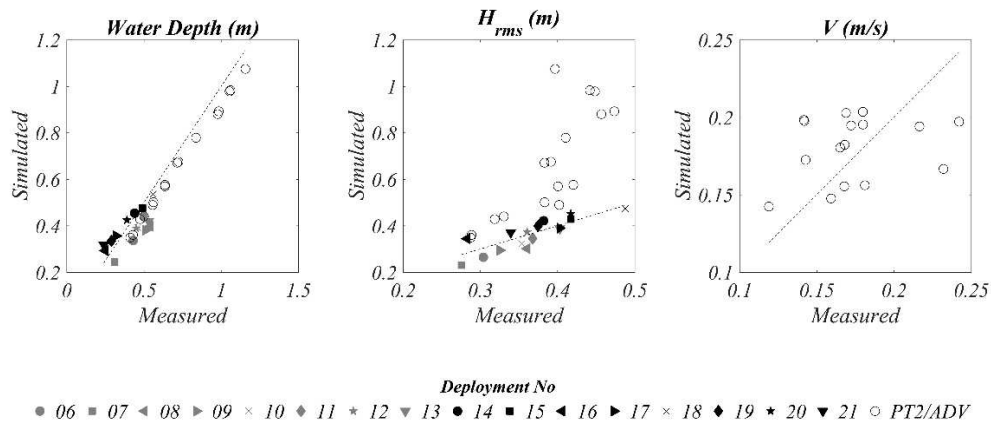 Water Depth (m)
H_rms (m)
V (m/s)
1.2
1
0.8
0.6
0.4
0.2
Simulated
0
0.5
1
1.5
Measured
1.2
1
0.8
0.6
0.4
0.2
Simulated
0.2
0.3
0.4
0.5
Measured
0.25
0.2
0.15
0.1
Simulated
0.1
0.15
0.2
0.25
Measured
Deployment No
06 07 08 09 10 11 12 13 14 15 16 17 18 19 20 21 PT2/ADV